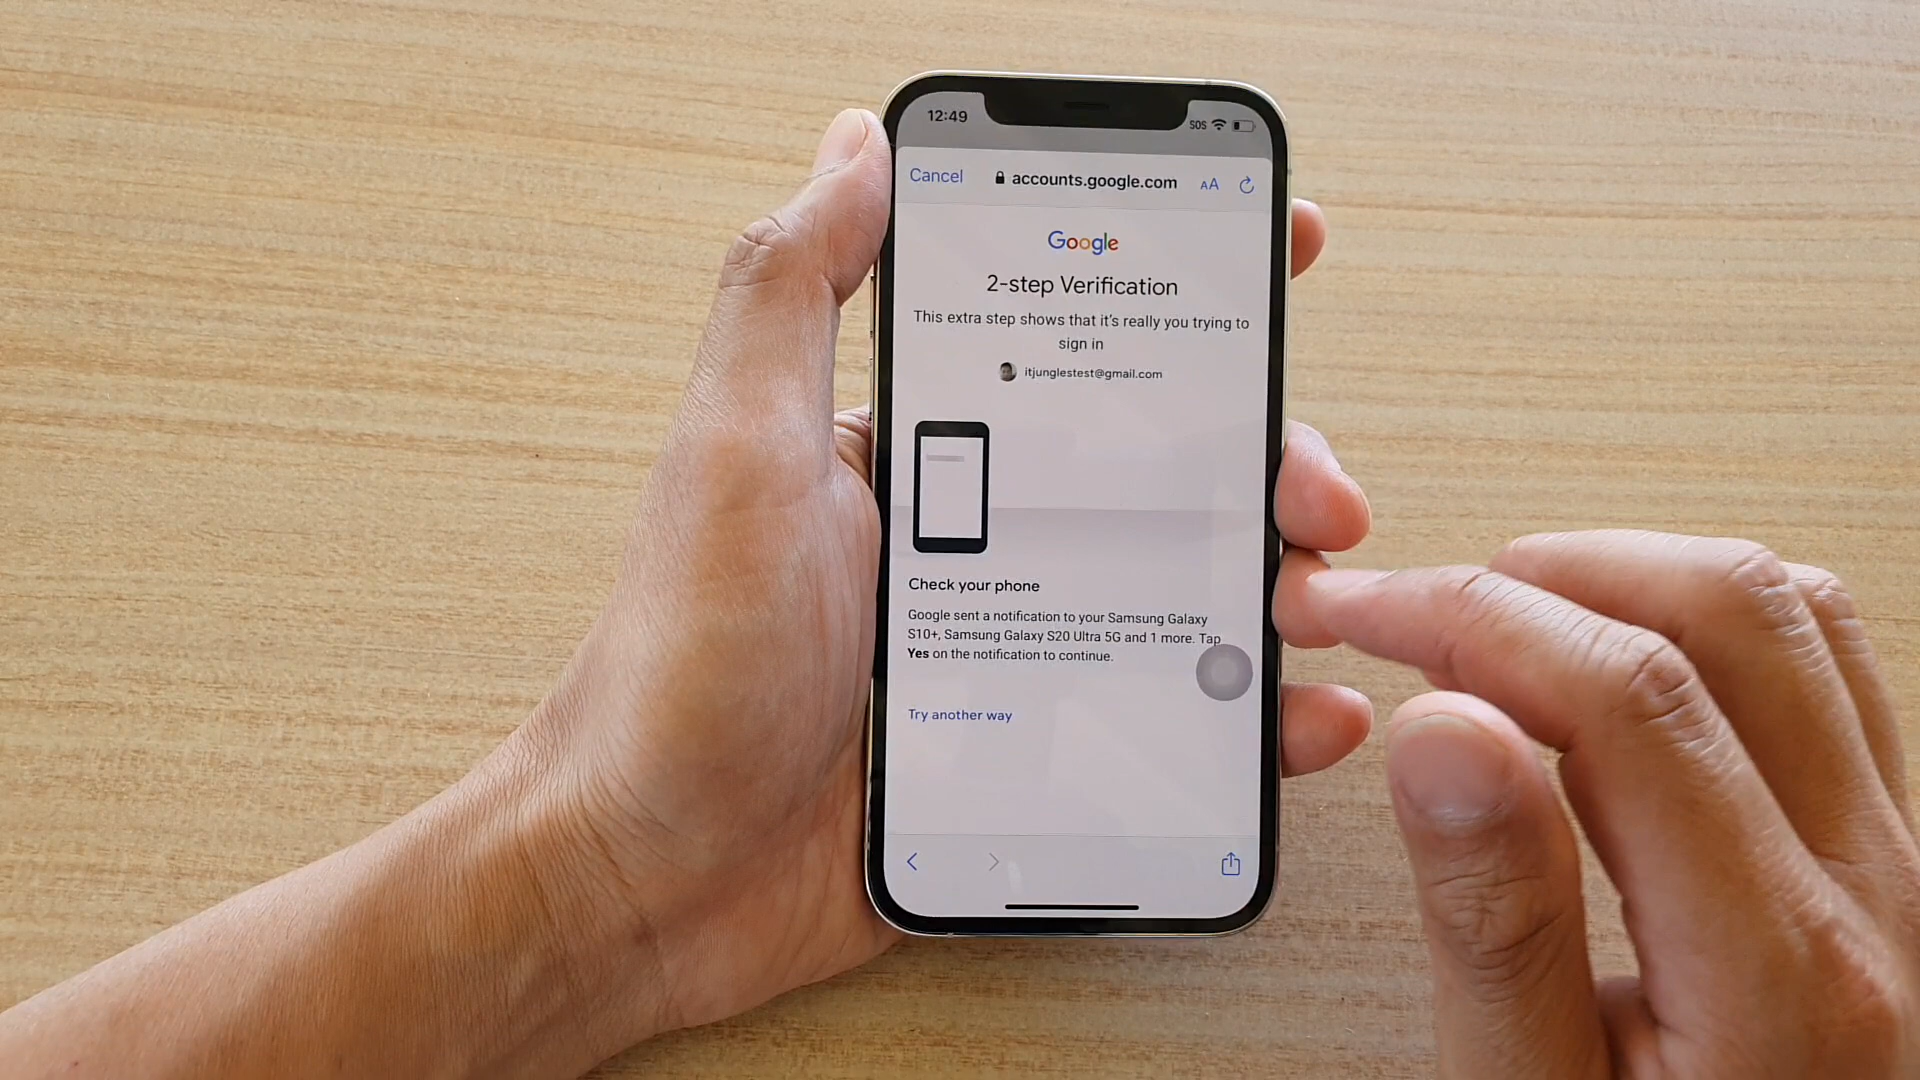 12:49
SOS
Cancel
accounts.google.com
AA
Google
2-step Verification
This extra step shows that it's really you trying to
sign in
itjunglestest@gmail.com
Check your phone
Google sent a notification to your Samsung Galaxy
S10+, Samsung Galaxy S20 Ultra 5G and 1 more. Tap
Yes on the notification to continue.
Try another way